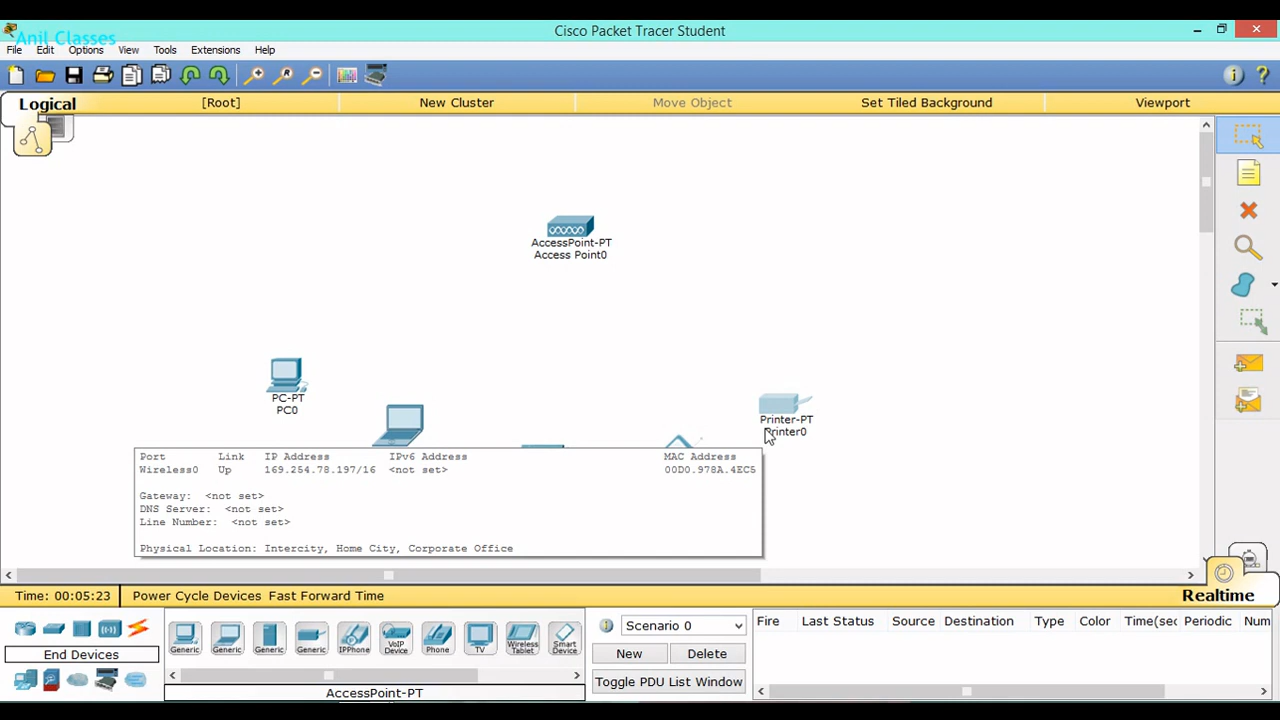 Anil Classes
Cisco Packet Tracer Student
File Edit Options View Tools Extensions Help
Logical [Root] New Cluster Move Object Set Tiled Background Viewport
AccessPoint-PT
Access Point0
PC-PT
PC0
Printer-PT
Printer0
Port Link IP Address IPv6 Address MAC Address
Wireless0 Up 169.254.78.197/16 <not set> 00D0.978A.4EC5
Gateway: <not set>
DNS Server: <not set>
Line Number: <not set>
Physical Location: Intercity, Home City, Corporate Office
Time: 00:05:23 Power Cycle Devices Fast Forward Time Realtime
Generic Generic Generic Generic IPPhone VoIP Device Phone TV Wireless Tablet Smart Device
End Devices
AccessPoint-PT
Scenario 0
New Delete
Toggle PDU List Window
Fire Last Status Source Destination Type Color Time(sec Periodic Num